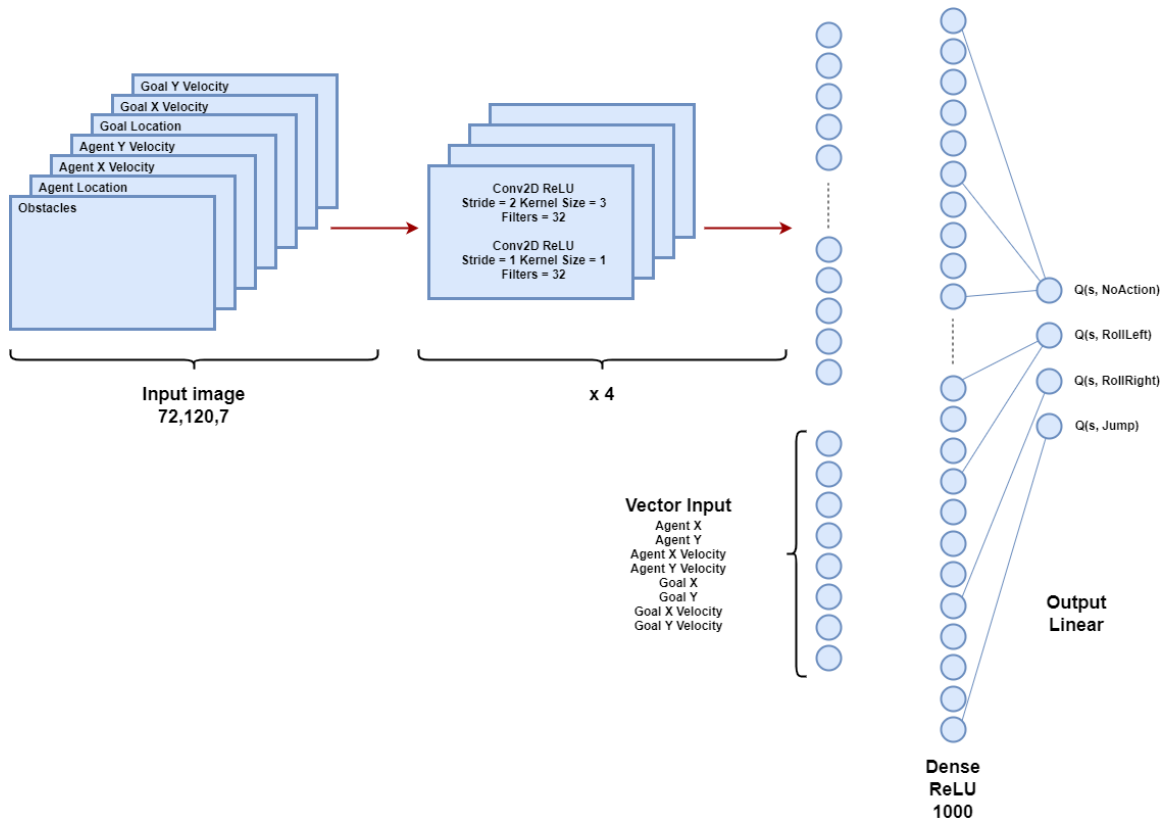 Goal Y Velocity
Goal X Velocity
Goal Location
Agent Y Velocity
Agent X Velocity
Agent Location
Obstacles
Input image
72,120,7
Conv2D ReLU
Stride = 2 Kernel Size = 3
Filters = 32
Conv2D ReLU
Stride = 1 Kernel Size = 1
Filters = 32
x 4
Vector Input
Agent X
Agent Y
Agent X Velocity
Agent Y Velocity
Goal X
Goal Y
Goal X Velocity
Goal Y Velocity
Dense
ReLU
1000
Q(s, NoAction)
Q(s, RollLeft)
Q(s, RollRight)
Q(s, Jump)
Output
Linear